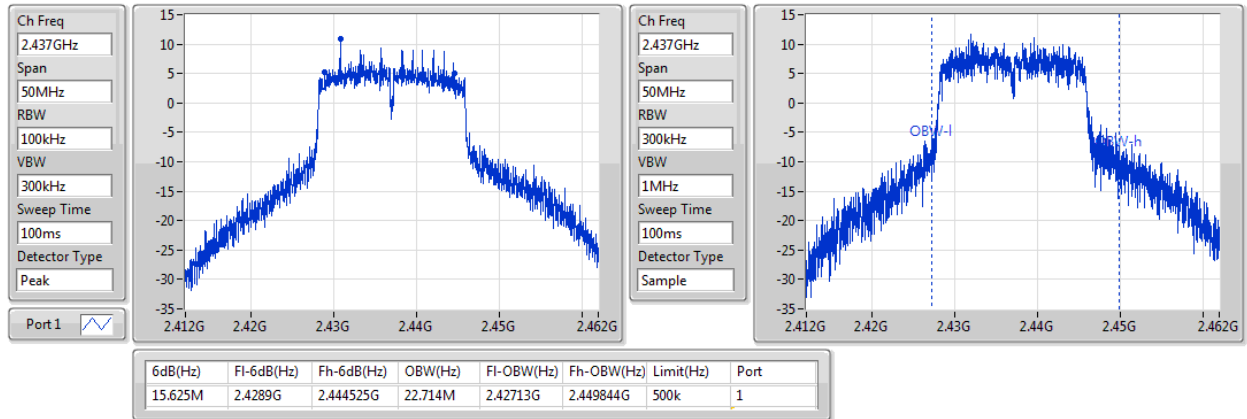 Ch Freq
2.437GHz
Span
50MHz
RBW
100kHz
VBW
300kHz
Sweep Time
100ms
Detector Type
Peak
Port 1
15
10
5
0
-5
-10
-15
-20
-25
-30
-35
2.412G 2.42G 2.43G 2.44G 2.45G 2.462G
Ch Freq
2.437GHz
Span
50MHz
RBW
300kHz
VBW
1MHz
Sweep Time
100ms
Detector Type
Sample
15
10
5
0
-5
-10
-15
-20
-25
-30
-35
OBW-l
OBW-h
2.412G 2.42G 2.43G 2.44G 2.45G 2.462G
6dB(Hz) Fl-6dB(Hz) Fh-6dB(Hz) OBW(Hz) Fl-OBW(Hz) Fh-OBW(Hz) Limit(Hz) Port
15.625M 2.4289G 2.444525G 22.714M 2.42713G 2.449844G 500k 1